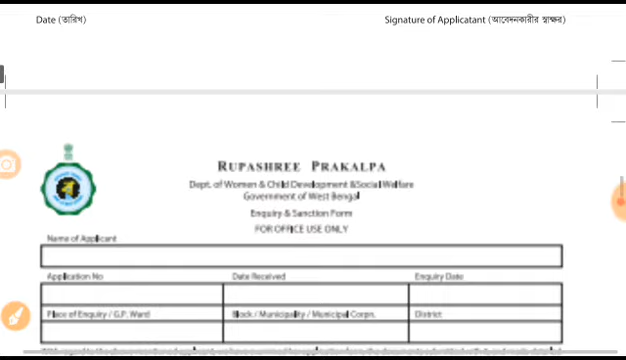 Date (তারিখ) Signature of Applicatant (আবেদনকারীর স্বাক্ষর)
RUPASHREE PRAKALPA
Dept. of Women & Child Development &Social Welfare
Government of West Bengal
Enquiry & Sanction Form
FOR OFFICE USE ONLY
Name of Applicant
Application No Date Received Enquiry Date
Place of Enquiry / G.P. Ward Block / Municipality / Municipal Corpn. District